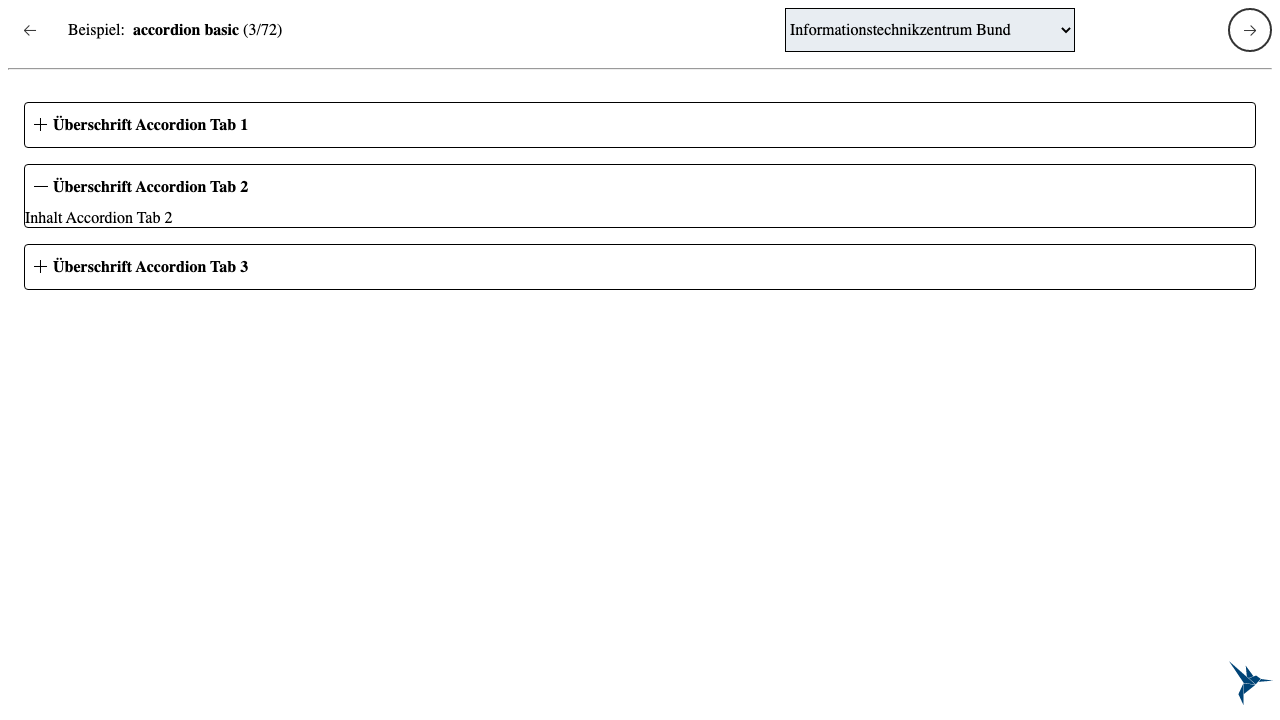 Beispiel: accordion basic (3/72)
Informationstechnikzentrum Bund
Überschrift Accordion Tab 1
Überschrift Accordion Tab 2
Inhalt Accordion Tab 2
Überschrift Accordion Tab 3